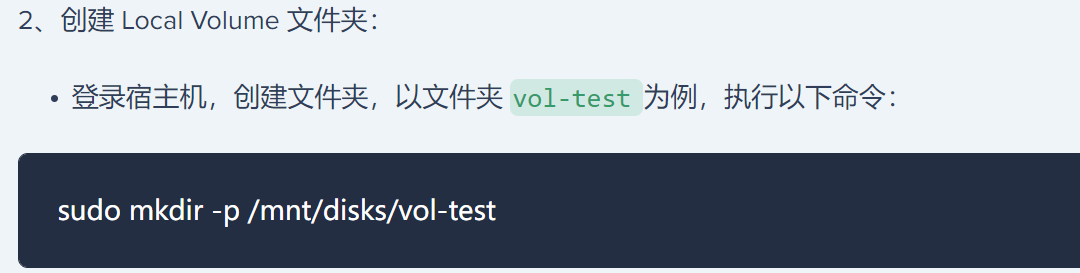 2、创建 Local Volume 文件夹：
• 登录宿主机，创建文件夹，以文件夹 vol-test 为例，执行以下命令：
sudo mkdir -p /mnt/disks/vol-test